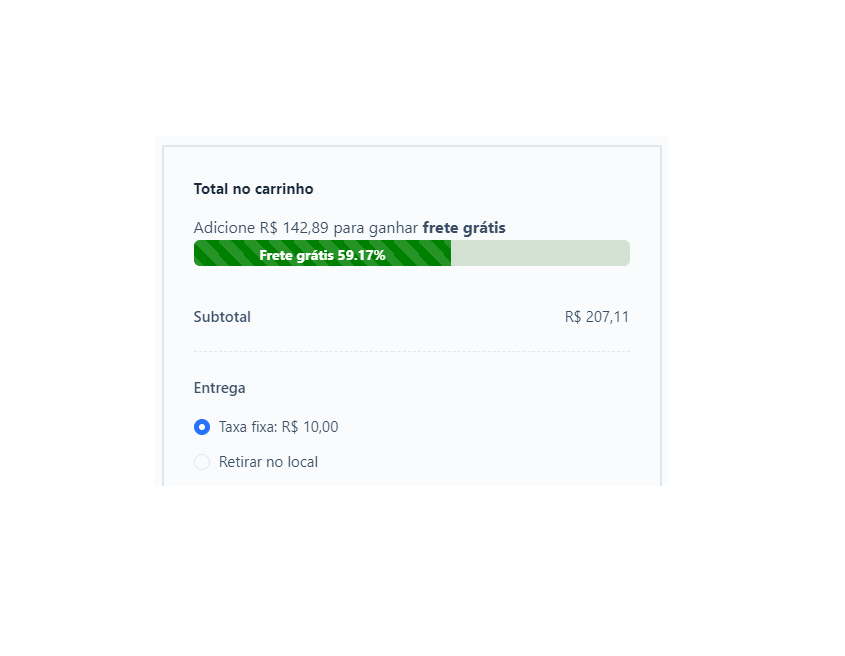 Total no carrinho
Adicione R$ 142,89 para ganhar frete grátis
Frete grátis 59.17%
Subtotal R$ 207,11
Entrega
Taxa fixa: R$ 10,00
Retirar no local